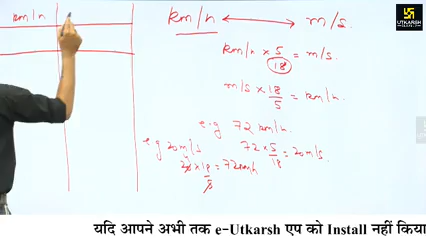 km/h
km/h ⟷ m/s.
UTKARSH
km/h × 5/18 = m/s.
m/s × 18/5 = km/h.
e.g 72 km/h.
e.g 20 m/s 72 × 5/18 = 20 m/s.
20 × 18/5 = 72 km/h
यदि आपने अभी तक e-Utkarsh एप को Install नहीं किया